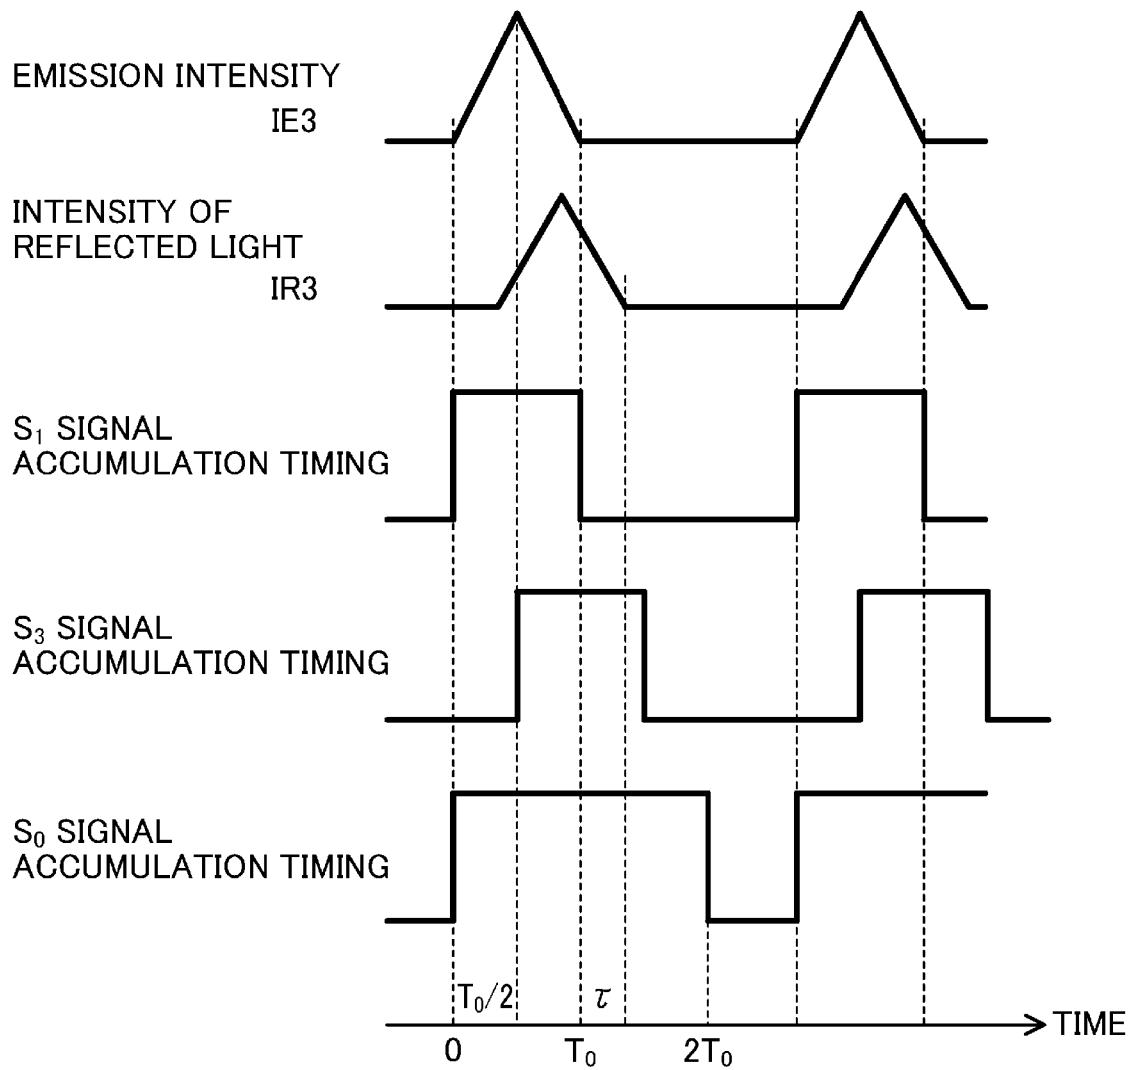 EMISSION INTENSITY
IE3
INTENSITY OF
REFLECTED LIGHT
IR3
S₁ SIGNAL
ACCUMULATION TIMING
S₃ SIGNAL
ACCUMULATION TIMING
S₀ SIGNAL
ACCUMULATION TIMING
T₀/2 τ
TIME
0 T₀ 2T₀